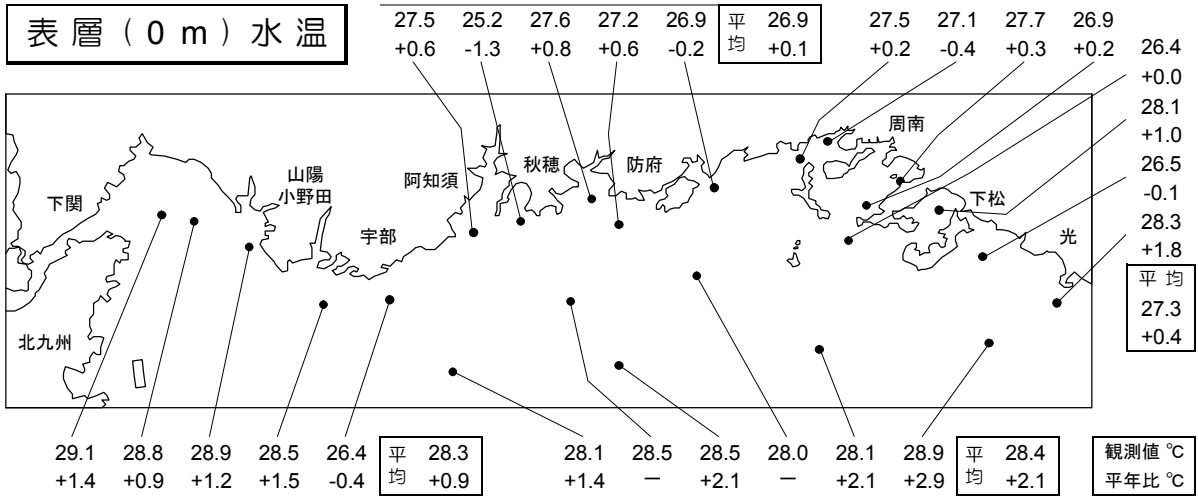 表層(0m)水温
27.5 25.2 27.6 27.2 26.9 平均 26.9
+0.6 -1.3 +0.8 +0.6 -0.2 +0.1
27.5 27.1 27.7 26.9
+0.2 -0.4 +0.3 +0.2
26.4
+0.0
28.1
+1.0
26.5
-0.1
28.3
+1.8
平均
27.3
+0.4
下関
山陽
小野田
宇部
阿知須
秋穂
防府
周南
下松
光
北九州
29.1 28.8 28.9 28.5 26.4 平均 28.3
+1.4 +0.9 +1.2 +1.5 -0.4 +0.9
28.1 28.5 28.5 28.0 28.1 28.9 平均 28.4
+1.4 － +2.1 － +2.1 +2.9 +2.1
観測値 ℃
平年比 ℃